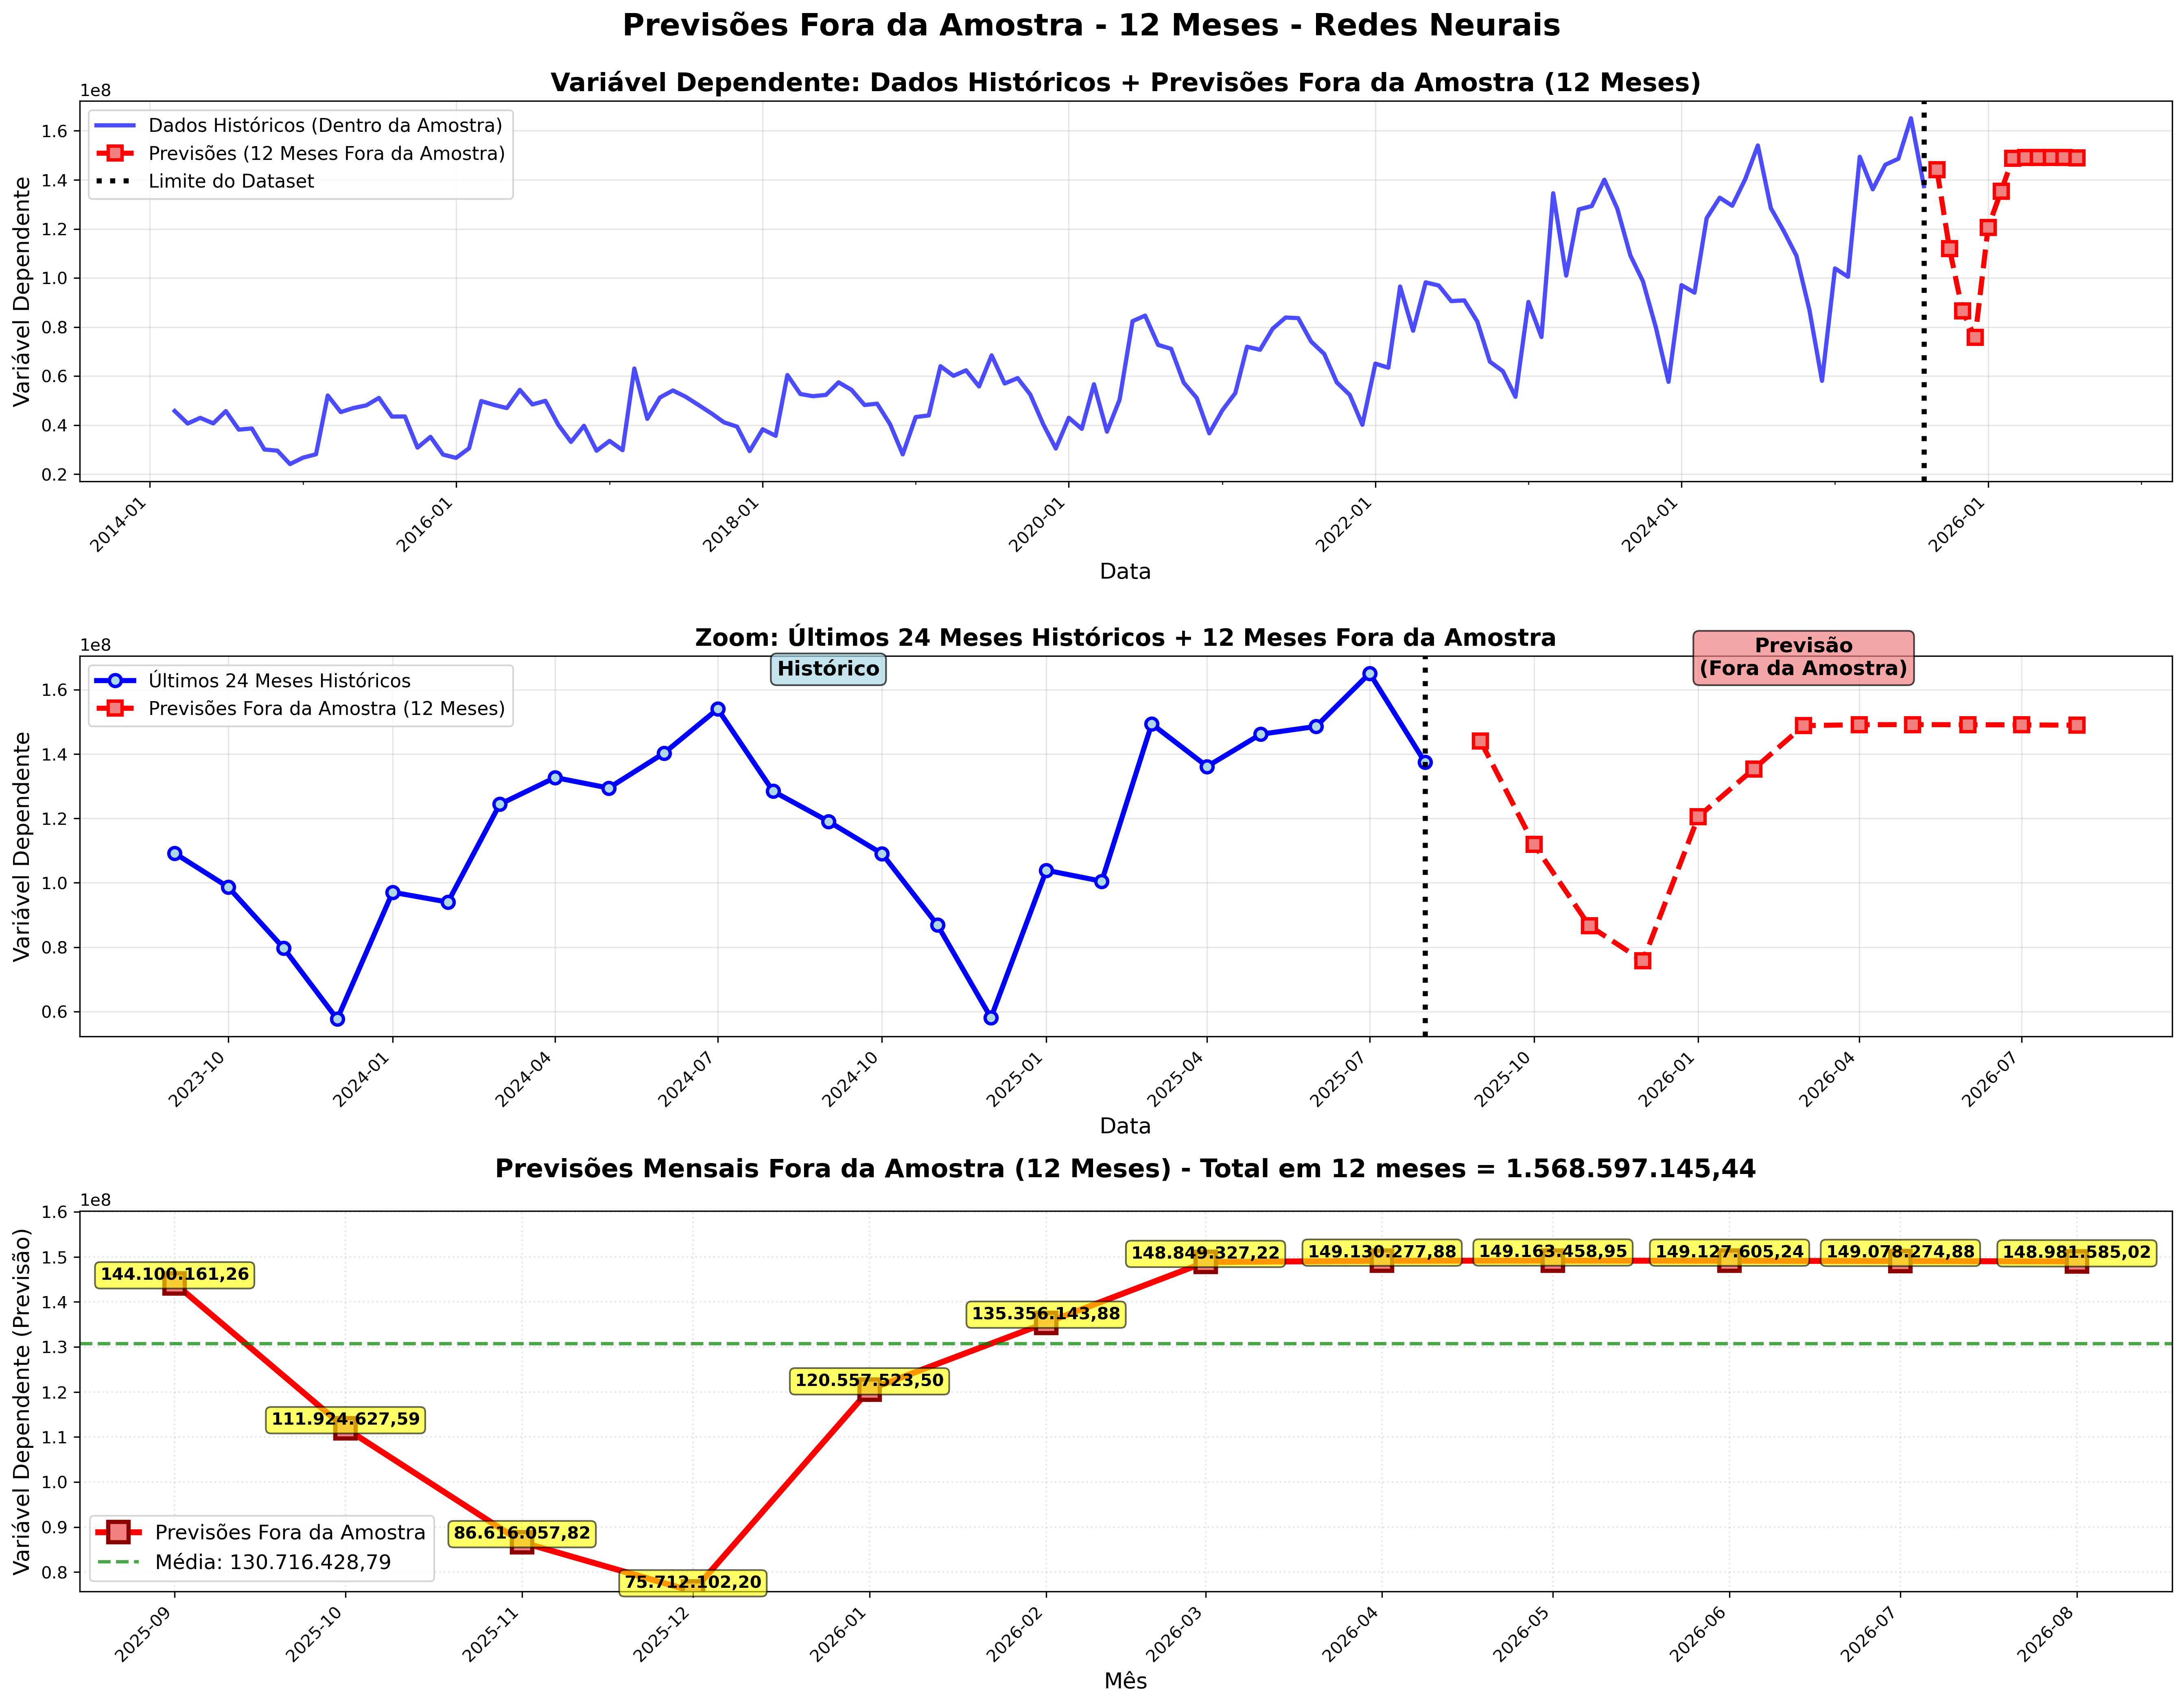 Previsões Fora da Amostra - 12 Meses - Redes Neurais
Variável Dependente: Dados Históricos + Previsões Fora da Amostra (12 Meses)
1e8
Dados Históricos (Dentro da Amostra)
Previsões (12 Meses Fora da Amostra)
Limite do Dataset
Variável Dependente
1.6
1.4
1.2
1.0
0.8
0.6
0.4
0.2
2014-01
2016-01
2018-01
2020-01
2022-01
2024-01
2026-01
Data
Zoom: Últimos 24 Meses Históricos + 12 Meses Fora da Amostra
1e8
Últimos 24 Meses Históricos
Previsões Fora da Amostra (12 Meses)
Histórico
Previsão
(Fora da Amostra)
Variável Dependente
1.6
1.4
1.2
1.0
0.8
0.6
2023-10
2024-01
2024-04
2024-07
2024-10
2025-01
2025-04
2025-07
2025-10
2026-01
2026-04
2026-07
Data
Previsões Mensais Fora da Amostra (12 Meses) - Total em 12 meses = 1.568.597.145,44
1e8
Variável Dependente (Previsão)
1.6
1.5
1.4
1.3
1.2
1.1
1.0
0.9
0.8
144.100.161,26
111.924.627,59
86.616.057,82
75.712.102,20
120.557.523,50
135.356.143,88
148.849.327,22
149.130.277,88
149.163.458,95
149.127.605,24
149.078.274,88
148.981.585,02
Previsões Fora da Amostra
Média: 130.716.428,79
2025-09
2025-10
2025-11
2025-12
2026-01
2026-02
2026-03
2026-04
2026-05
2026-06
2026-07
2026-08
Mês